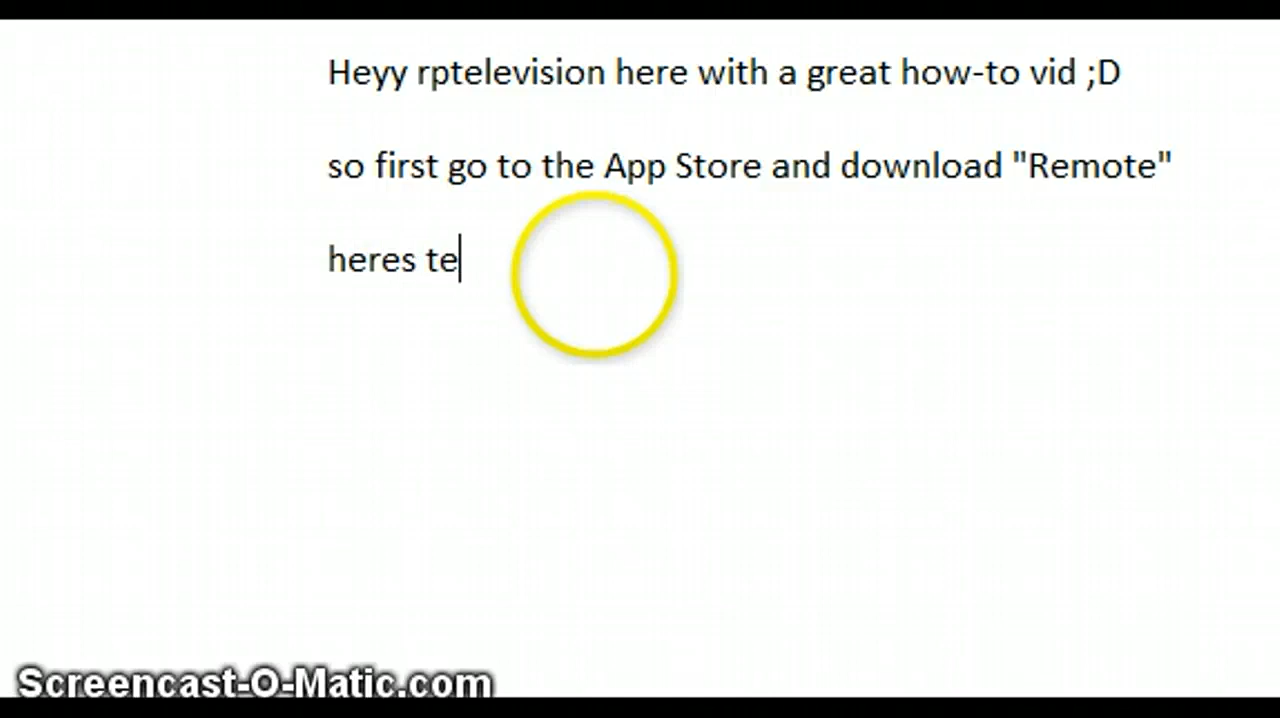 Heyy rptelevision here with a great how-to vid ;D
so first go to the App Store and download "Remote"
heres te
Screencast-O-Matic.com